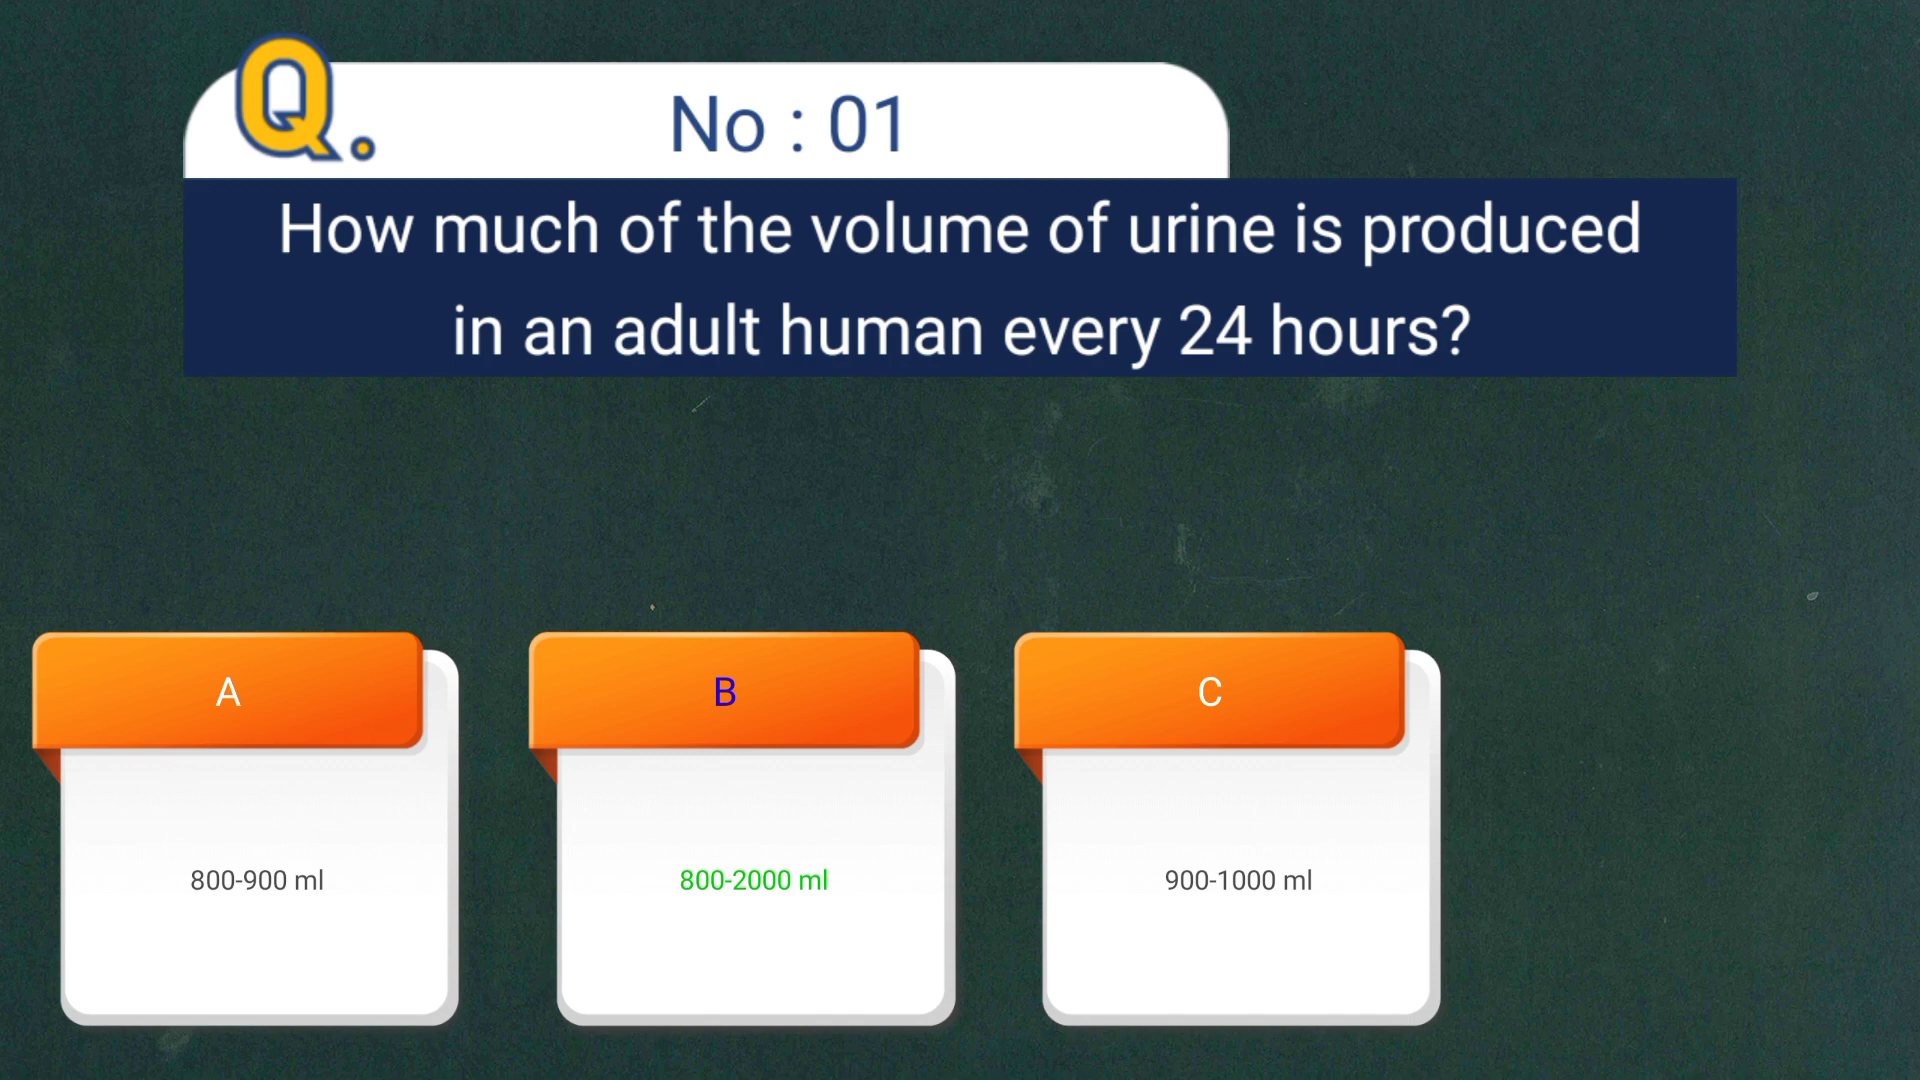 Q.
No : 01
How much of the volume of urine is produced
in an adult human every 24 hours?
A
B
C
800-900 ml
800-2000 ml
900-1000 ml